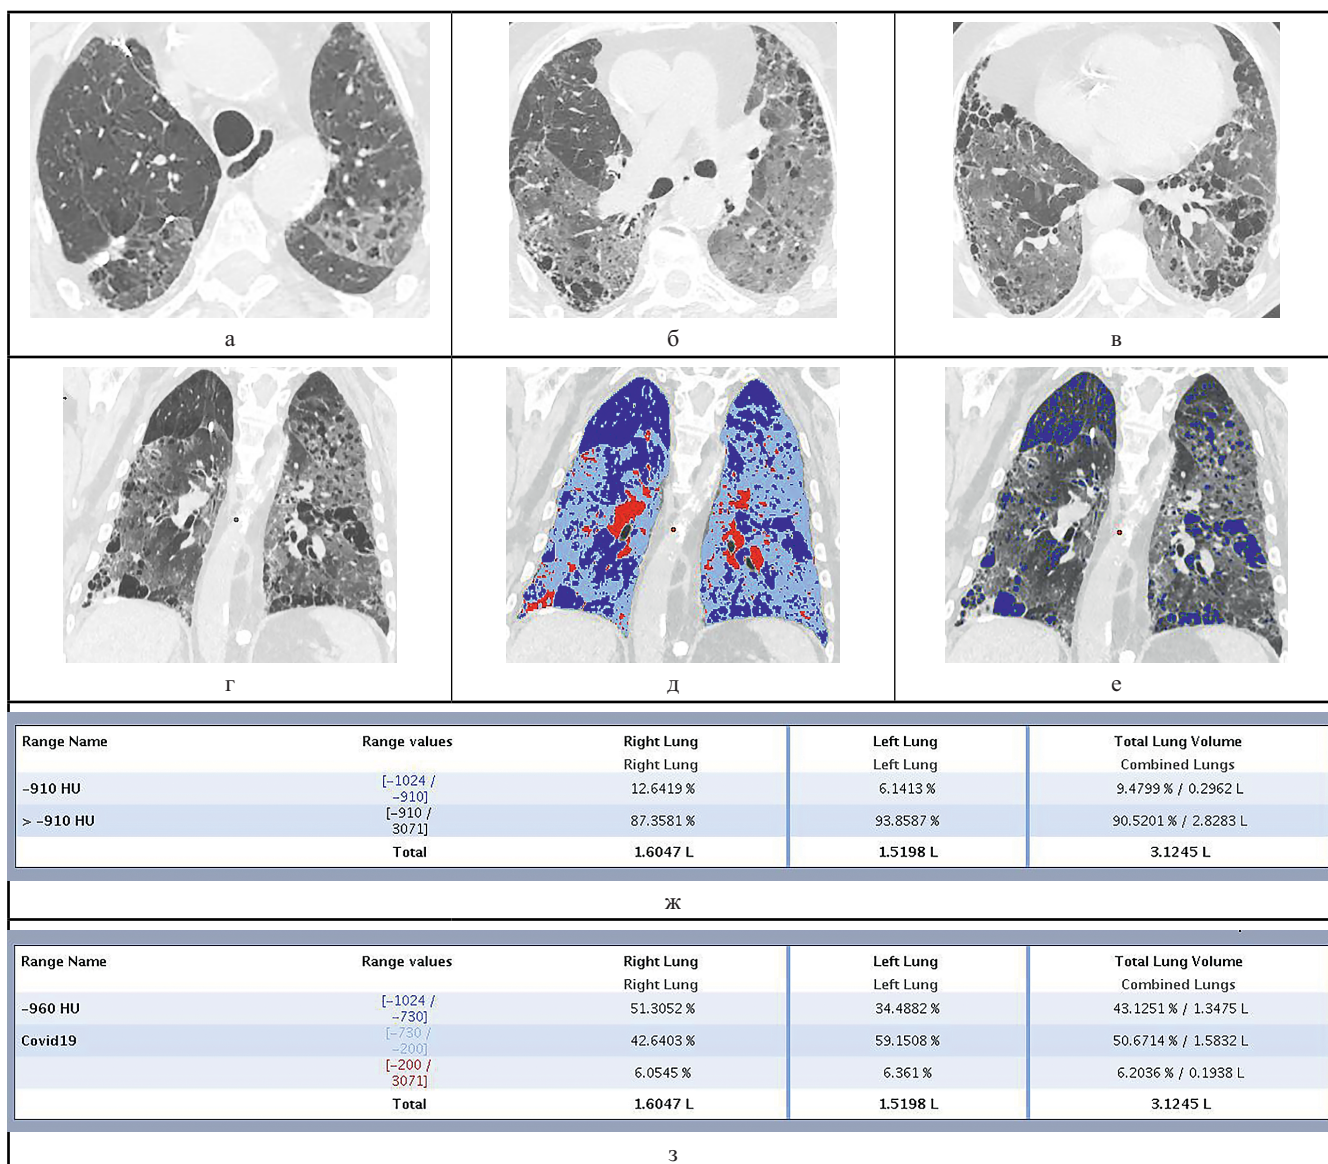 а
б
в
г
д
е
Range Name Range values Right Lung Left Lung Total Lung Volume
Right Lung Left Lung Combined Lungs
–910 HU [–1024 / –910] 12.6419 % 6.1413 % 9.4799 % / 0.2962 L
> –910 HU [–910 / 3071] 87.3581 % 93.8587 % 90.5201 % / 2.8283 L
Total 1.6047 L 1.5198 L 3.1245 L
ж
Range Name Range values Right Lung Left Lung Total Lung Volume
Right Lung Left Lung Combined Lungs
–960 HU [–1024 / –730] 51.3052 % 34.4882 % 43.1251 % / 1.3475 L
Covid19 [–730 / –200] 42.6403 % 59.1508 % 50.6714 % / 1.5832 L
[–200 / 3071] 6.0545 % 6.361 % 6.2036 % / 0.1938 L
Total 1.6047 L 1.5198 L 3.1245 L
з